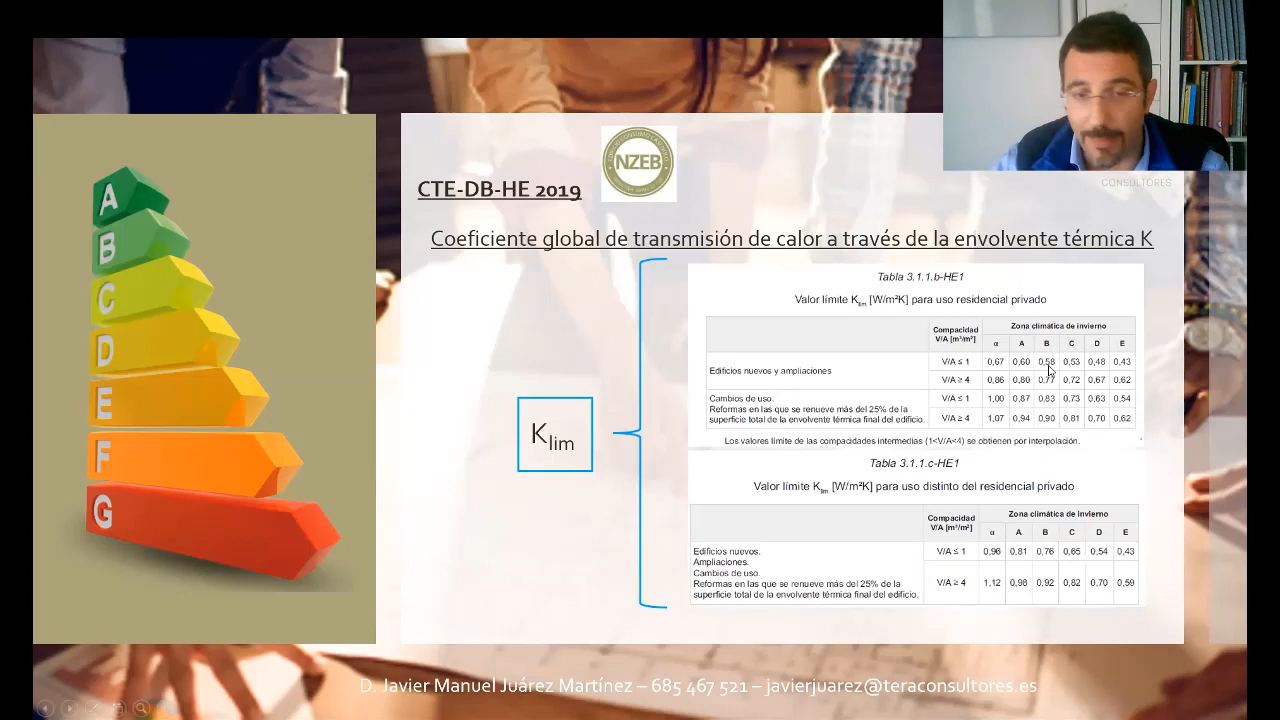 CONSULTORES
NZEB
CTE-DB-HE 2019
Coeficiente global de transmisión de calor a través de la envolvente térmica K
A
B
C
D
E
F
G
Klim
Tabla 3.1.1.b-HE1
Valor límite Klim [W/m²K] para uso residencial privado
Compacidad V/A [m³/m²] Zona climática de invierno
α A B C D E
Edificios nuevos y ampliaciones
V/A ≤ 1 0,67 0,60 0,58 0,53 0,48 0,43
V/A ≥ 4 0,86 0,80 0,77 0,72 0,67 0,62
Cambios de uso.
Reformas en las que se renueve más del 25% de la
superficie total de la envolvente térmica final del edificio.
V/A ≤ 1 1,00 0,87 0,83 0,73 0,63 0,54
V/A ≥ 4 1,07 0,94 0,90 0,81 0,70 0,62
Los valores límite de las compacidades intermedias (1<V/A<4) se obtienen por interpolación.
Tabla 3.1.1.c-HE1
Valor límite Klim [W/m²K] para uso distinto del residencial privado
Compacidad V/A [m³/m²] Zona climática de invierno
α A B C D E
Edificios nuevos.
Ampliaciones.
Cambios de uso.
Reformas en las que se renueve más del 25% de la
superficie total de la envolvente térmica final del edificio.
V/A ≤ 1 0,96 0,81 0,76 0,65 0,54 0,43
V/A ≥ 4 1,12 0,98 0,92 0,82 0,70 0,59
D. Javier Manuel Juárez Martínez – 685 467 521 – javierjuarez@teraconsultores.es